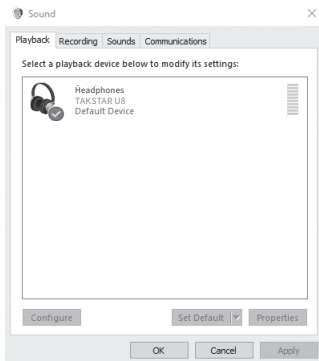 Sound
Playback Recording Sounds Communications
Select a playback device below to modify its settings:
Headphones
TAKSTAR U8
Default Device
Configure Set Default Properties
OK Cancel Apply